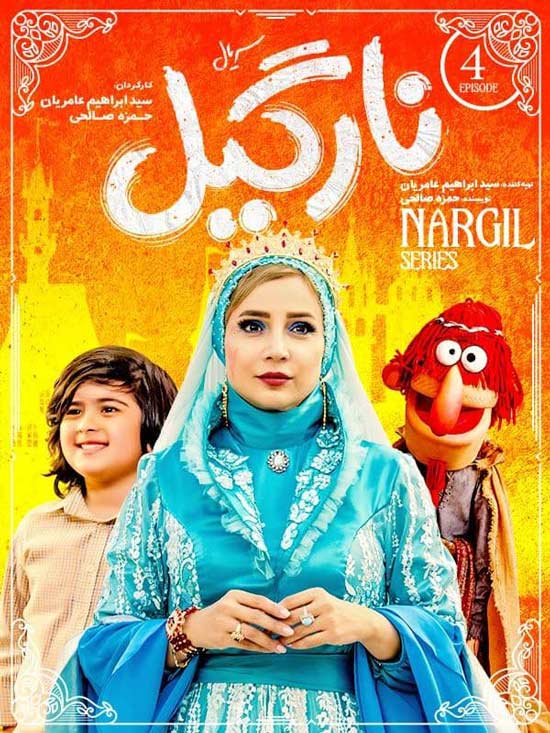 سریال
نارگیل
4
EPISODE
کارگردان:
سید ابراهیم عامریان
حمزه صالحی
تهیه‌کننده: سید ابراهیم عامریان
نویسنده: حمزه صالحی
NARGIL
SERIES